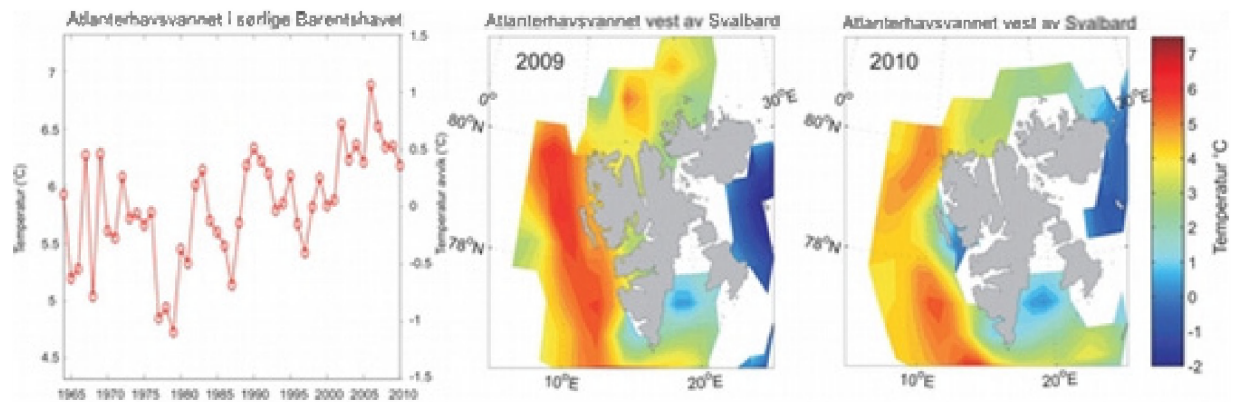 Atlanterhavsvannet i sørlige Barentshavet
Temperatur (°C)
7
6.5
6
5.5
5
4.5
1965 1970 1975 1980 1985 1990 1995 2000 2005 2010
1.5
1
0.5
0
-0.5
-1
-1.5
Temperatur avvik (°C)
Atlanterhavsvannet vest av Svalbard
2009
0°
30°E
80°N
78°N
10°E
20°E
Atlanterhavsvannet vest av Svalbard
2010
0°
30°E
80°N
78°N
10°E
20°E
7
6
5
4
3
2
1
0
-1
-2
Temperatur °C